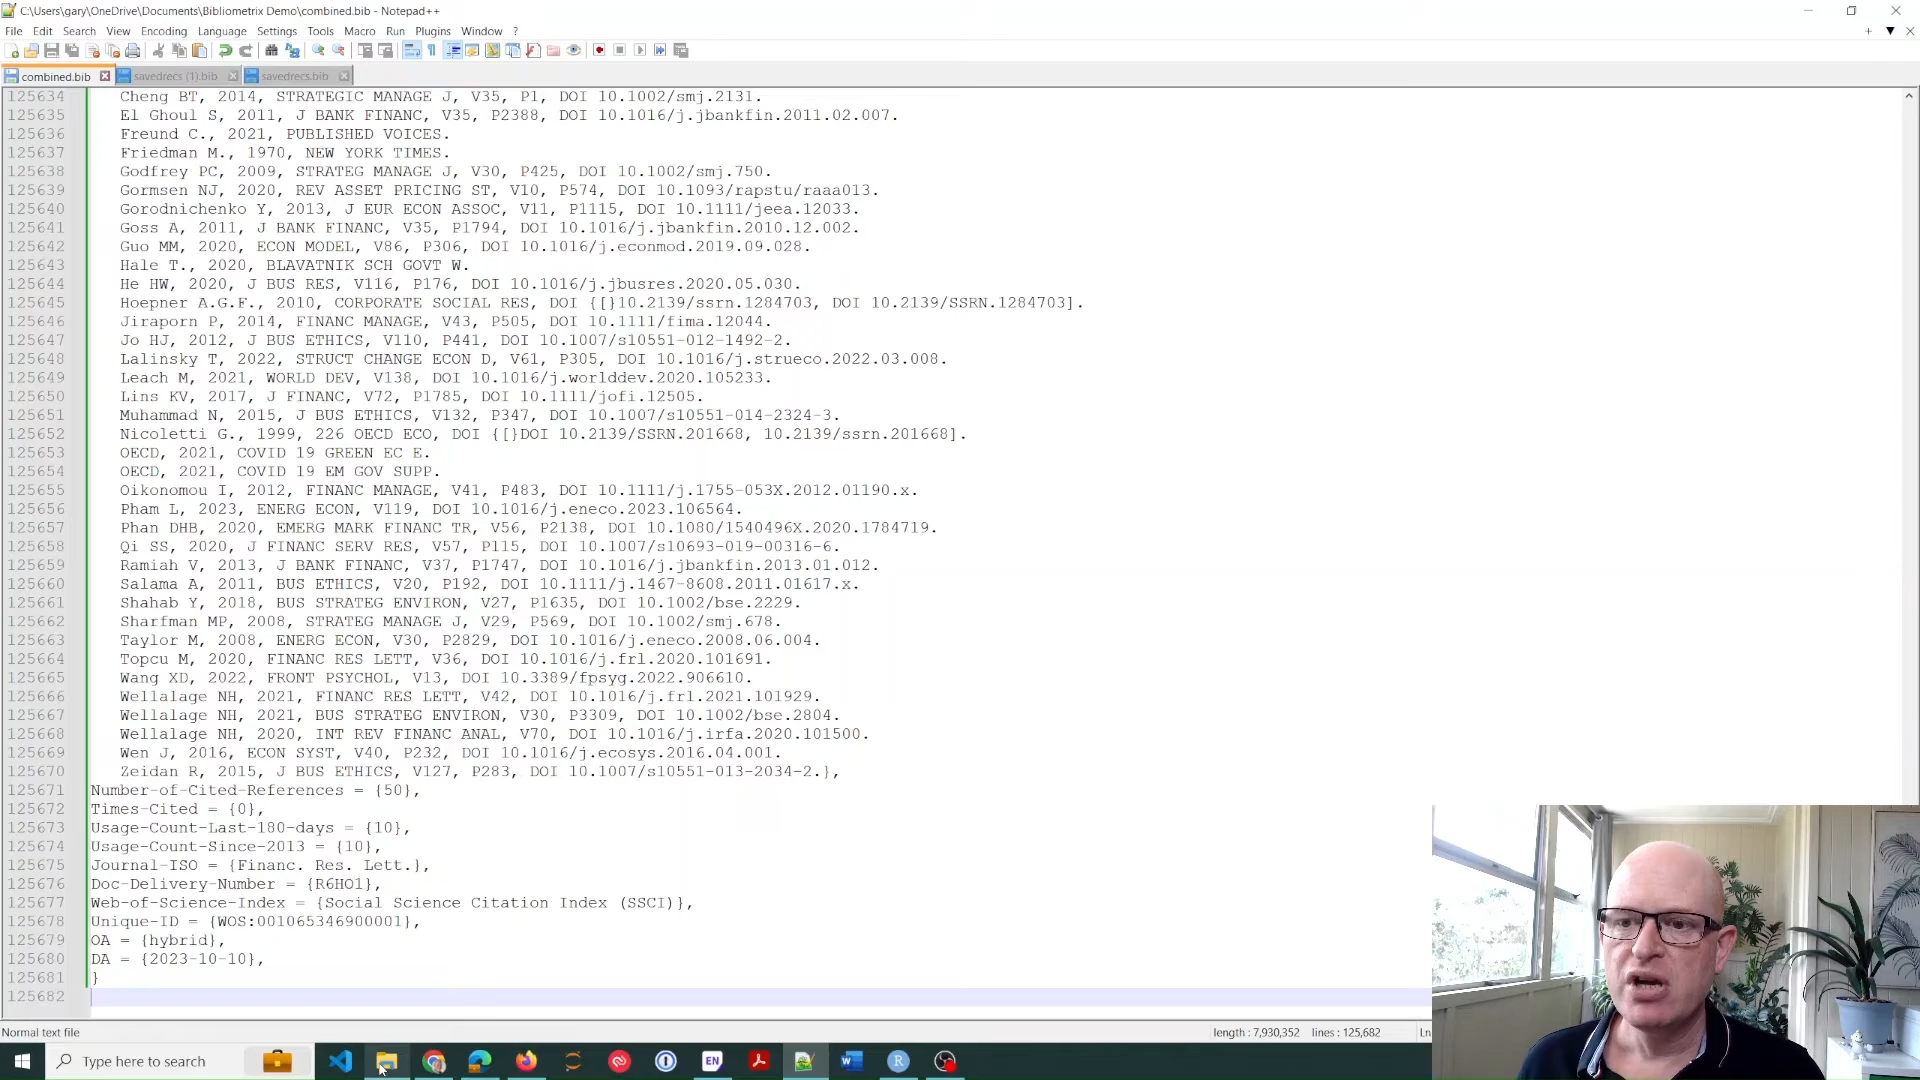 C:\Users\gary\OneDrive\Documents\Bibliometrix Demo\combined.bib - Notepad++
File Edit Search View Encoding Language Settings Tools Macro Run Plugins Window ?
combined.bib savedrecs (1).bib savedrecs.bib
125634 Cheng BT, 2014, STRATEGIC MANAGE J, V35, P1, DOI 10.1002/smj.2131.
125635 El Ghoul S, 2011, J BANK FINANC, V35, P2388, DOI 10.1016/j.jbankfin.2011.02.007.
125636 Freund C., 2021, PUBLISHED VOICES.
125637 Friedman M., 1970, NEW YORK TIMES.
125638 Godfrey PC, 2009, STRATEG MANAGE J, V30, P425, DOI 10.1002/smj.750.
125639 Gormsen NJ, 2020, REV ASSET PRICING ST, V10, P574, DOI 10.1093/rapstu/raaa013.
125640 Gorodnichenko Y, 2013, J EUR ECON ASSOC, V11, P1115, DOI 10.1111/jeea.12033.
125641 Goss A, 2011, J BANK FINANC, V35, P1794, DOI 10.1016/j.jbankfin.2010.12.002.
125642 Guo MM, 2020, ECON MODEL, V86, P306, DOI 10.1016/j.econmod.2019.09.028.
125643 Hale T., 2020, BLAVATNIK SCH GOVT W.
125644 He HW, 2020, J BUS RES, V116, P176, DOI 10.1016/j.jbusres.2020.05.030.
125645 Hoepner A.G.F., 2010, CORPORATE SOCIAL RES, DOI {[}10.2139/ssrn.1284703, DOI 10.2139/SSRN.1284703].
125646 Jiraporn P, 2014, FINANC MANAGE, V43, P505, DOI 10.1111/fima.12044.
125647 Jo HJ, 2012, J BUS ETHICS, V110, P441, DOI 10.1007/s10551-012-1492-2.
125648 Lalinsky T, 2022, STRUCT CHANGE ECON D, V61, P305, DOI 10.1016/j.strueco.2022.03.008.
125649 Leach M, 2021, WORLD DEV, V138, DOI 10.1016/j.worlddev.2020.105233.
125650 Lins KV, 2017, J FINANC, V72, P1785, DOI 10.1111/jofi.12505.
125651 Muhammad N, 2015, J BUS ETHICS, V132, P347, DOI 10.1007/s10551-014-2324-3.
125652 Nicoletti G., 1999, 226 OECD ECO, DOI {[}DOI 10.2139/SSRN.201668, 10.2139/ssrn.201668].
125653 OECD, 2021, COVID 19 GREEN EC E.
125654 OECD, 2021, COVID 19 EM GOV SUPP.
125655 Oikonomou I, 2012, FINANC MANAGE, V41, P483, DOI 10.1111/j.1755-053X.2012.01190.x.
125656 Pham L, 2023, ENERG ECON, V119, DOI 10.1016/j.eneco.2023.106564.
125657 Phan DHB, 2020, EMERG MARK FINANC TR, V56, P2138, DOI 10.1080/1540496X.2020.1784719.
125658 Qi SS, 2020, J FINANC SERV RES, V57, P115, DOI 10.1007/s10693-019-00316-6.
125659 Ramiah V, 2013, J BANK FINANC, V37, P1747, DOI 10.1016/j.jbankfin.2013.01.012.
125660 Salama A, 2011, BUS ETHICS, V20, P192, DOI 10.1111/j.1467-8608.2011.01617.x.
125661 Shahab Y, 2018, BUS STRATEG ENVIRON, V27, P1635, DOI 10.1002/bse.2229.
125662 Sharfman MP, 2008, STRATEG MANAGE J, V29, P569, DOI 10.1002/smj.678.
125663 Taylor M, 2008, ENERG ECON, V30, P2829, DOI 10.1016/j.eneco.2008.06.004.
125664 Topcu M, 2020, FINANC RES LETT, V36, DOI 10.1016/j.frl.2020.101691.
125665 Wang XD, 2022, FRONT PSYCHOL, V13, DOI 10.3389/fpsyg.2022.906610.
125666 Wellalage NH, 2021, FINANC RES LETT, V42, DOI 10.1016/j.frl.2021.101929.
125667 Wellalage NH, 2021, BUS STRATEG ENVIRON, V30, P3309, DOI 10.1002/bse.2804.
125668 Wellalage NH, 2020, INT REV FINANC ANAL, V70, DOI 10.1016/j.irfa.2020.101500.
125669 Wen J, 2016, ECON SYST, V40, P232, DOI 10.1016/j.ecosys.2016.04.001.
125670 Zeidan R, 2015, J BUS ETHICS, V127, P283, DOI 10.1007/s10551-013-2034-2.},
125671 Number-of-Cited-References = {50},
125672 Times-Cited = {0},
125673 Usage-Count-Last-180-days = {10},
125674 Usage-Count-Since-2013 = {10},
125675 Journal-ISO = {Financ. Res. Lett.},
125676 Doc-Delivery-Number = {R6HO1},
125677 Web-of-Science-Index = {Social Science Citation Index (SSCI)},
125678 Unique-ID = {WOS:001065346900001},
125679 OA = {hybrid},
125680 DA = {2023-10-10},
125681 }
125682
Normal text file length : 7,930,352 lines : 125,682 Ln
Type here to search EN